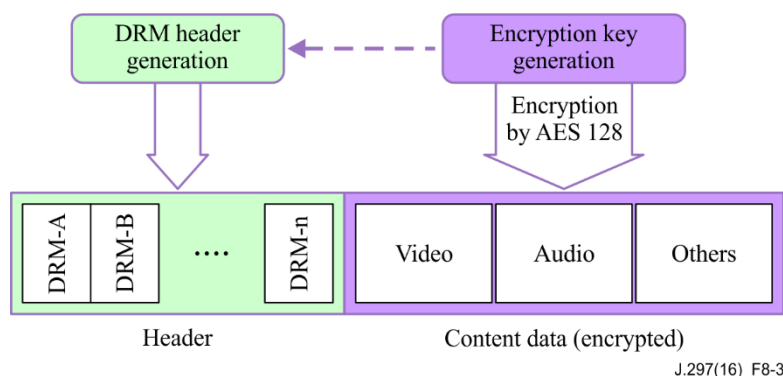 DRM header
generation
Encryption key
generation
Encryption
by AES 128
DRM-A
DRM-B
....
DRM-n
Video
Audio
Others
Header
Content data (encrypted)
J.297(16)_F8-3